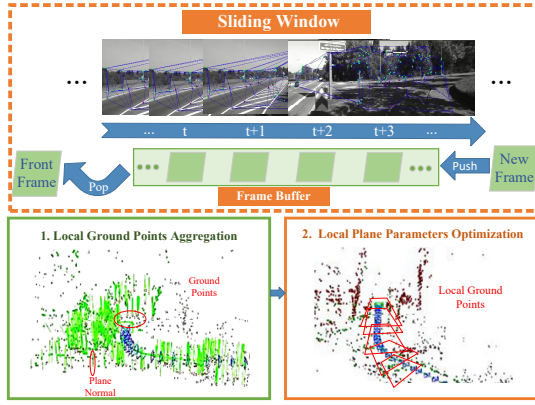 Sliding Window
...
...
... t t+1 t+2 t+3 ...
Front
Frame
Pop
Push
New
Frame
Frame Buffer
1. Local Ground Points Aggregation
Ground
Points
Plane
Normal
2. Local Plane Parameters Optimization
Local Ground
Points